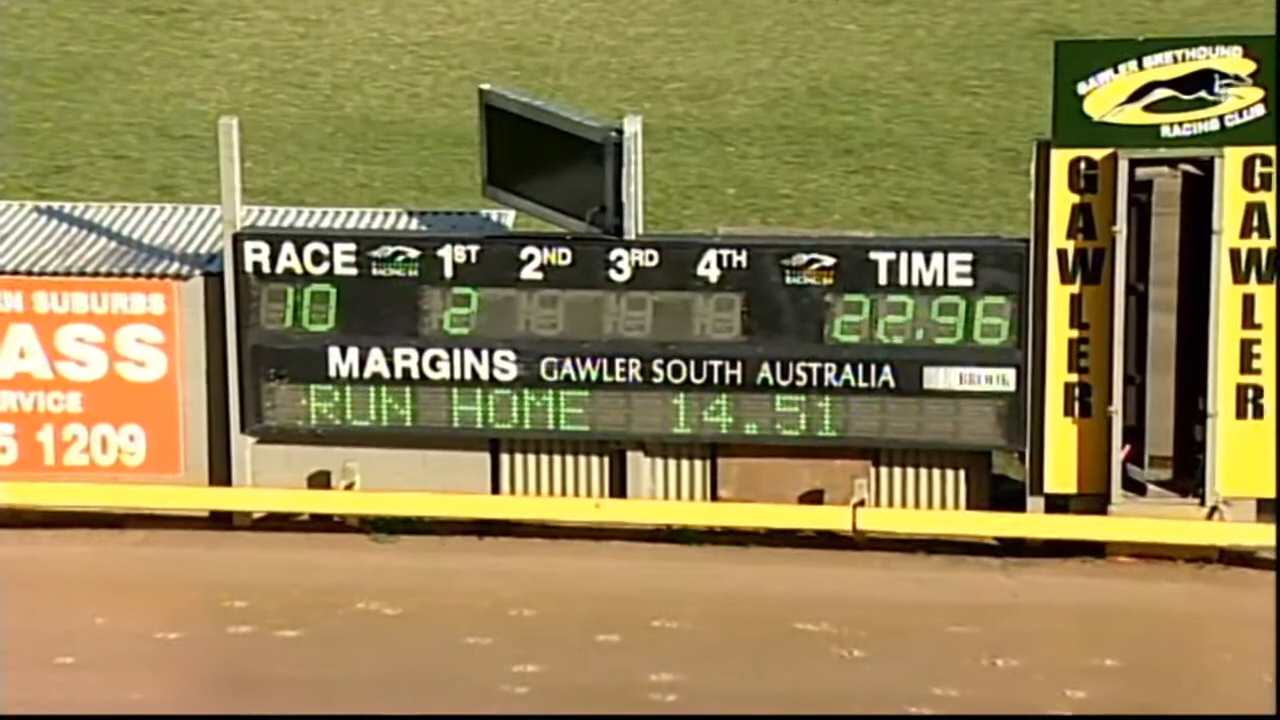 GAWLER GREYHOUND
RACING CLUB
RACE 1ST 2ND 3RD 4TH TIME
10 2 22.96
MARGINS GAWLER SOUTH AUSTRALIA
RUN HOME 14.51
N SUBURBS
ASS
RVICE
5 1209
GAWLER
GAWLER